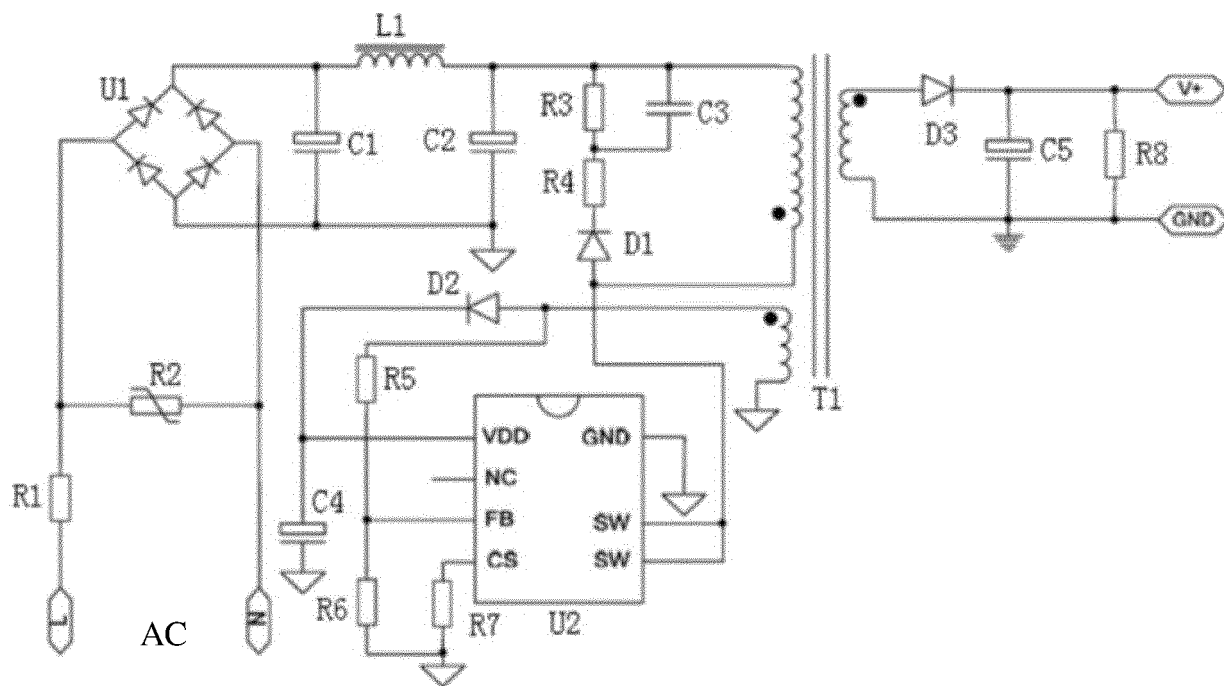 L1
U1
V+
R3
C3
D3
C1
C2
C5
R8
R4
GND
D1
D2
R2
R5
T1
VDD
GND
NC
R1
C4
FB
SW
CS
SW
R6
R7
U2
L
AC
N